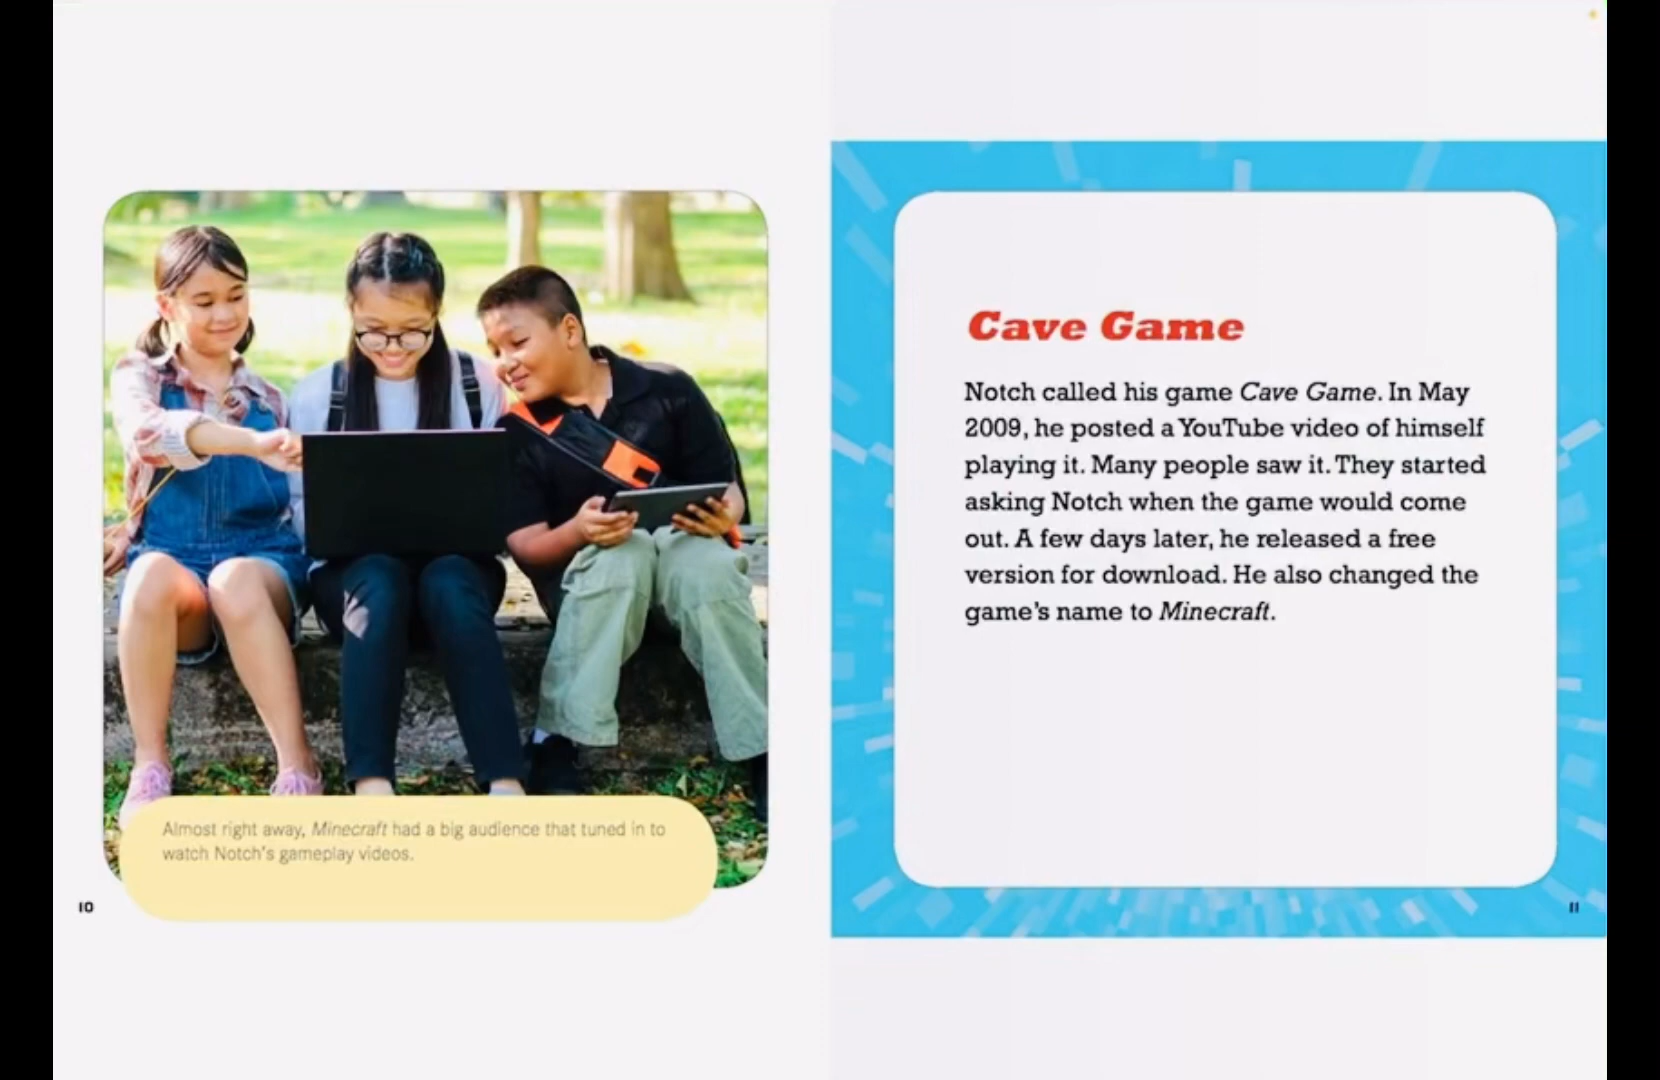 Almost right away, Minecraft had a big audience that tuned in to
watch Notch's gameplay videos.
10
Cave Game
Notch called his game Cave Game. In May
2009, he posted a YouTube video of himself
playing it. Many people saw it. They started
asking Notch when the game would come
out. A few days later, he released a free
version for download. He also changed the
game's name to Minecraft.
11